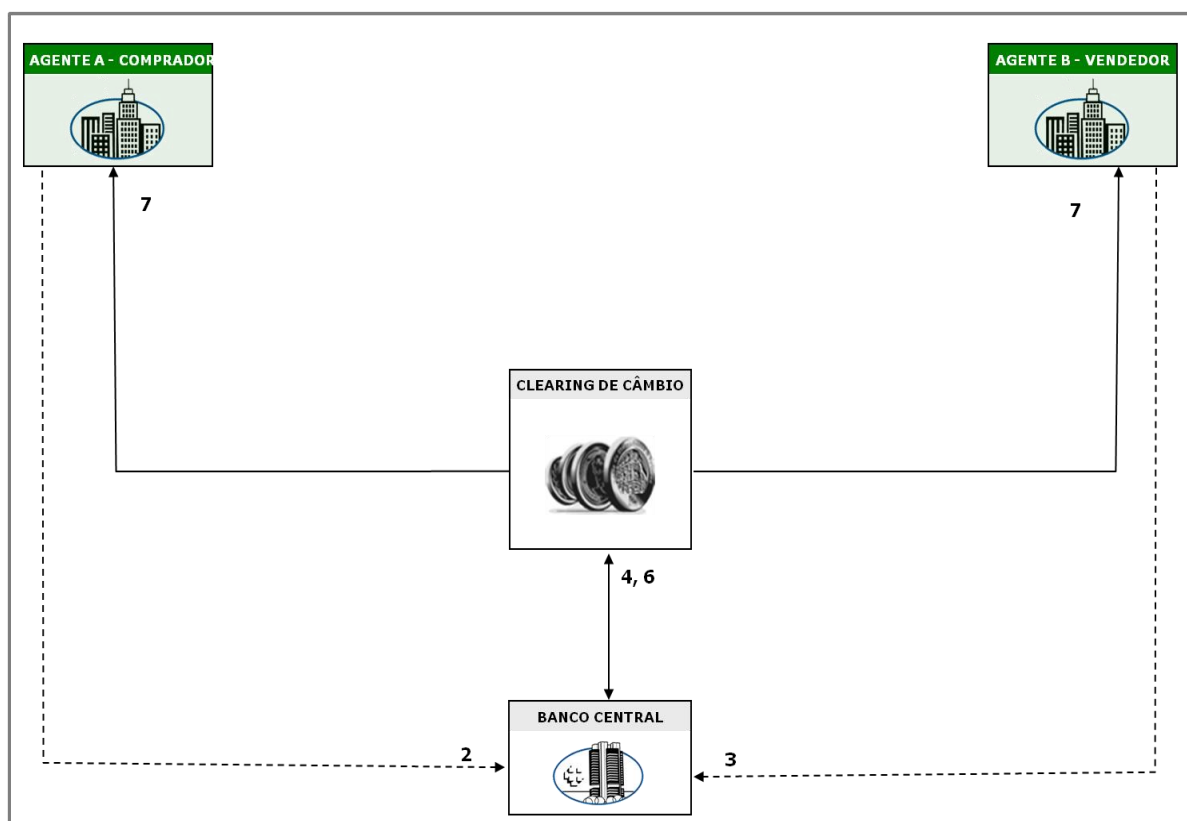 AGENTE A - COMPRADOR
AGENTE B - VENDEDOR
7
7
CLEARING DE CÂMBIO
4, 6
BANCO CENTRAL
2
3